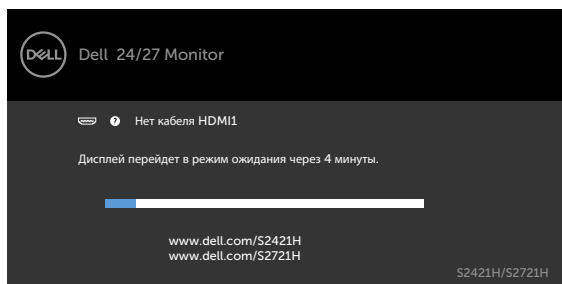 DELL
Dell 24/27 Monitor
? Нет кабеля HDMI1
Дисплей перейдет в режим ожидания через 4 минуты.
www.dell.com/S2421H
www.dell.com/S2721H
S2421H/S2721H